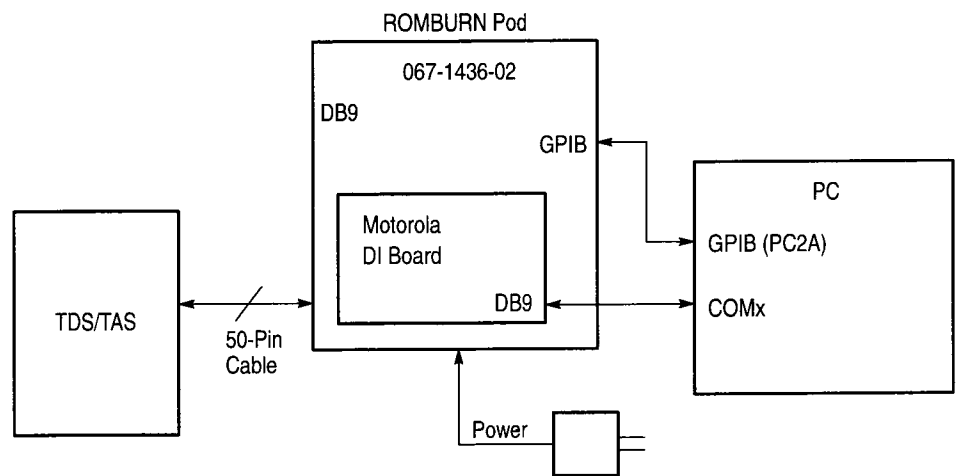 ROMBURN Pod
067-1436-02
DB9
GPIB
PC
Motorola
DI Board
GPIB (PC2A)
DB9
COMx
TDS/TAS
50-Pin
Cable
Power